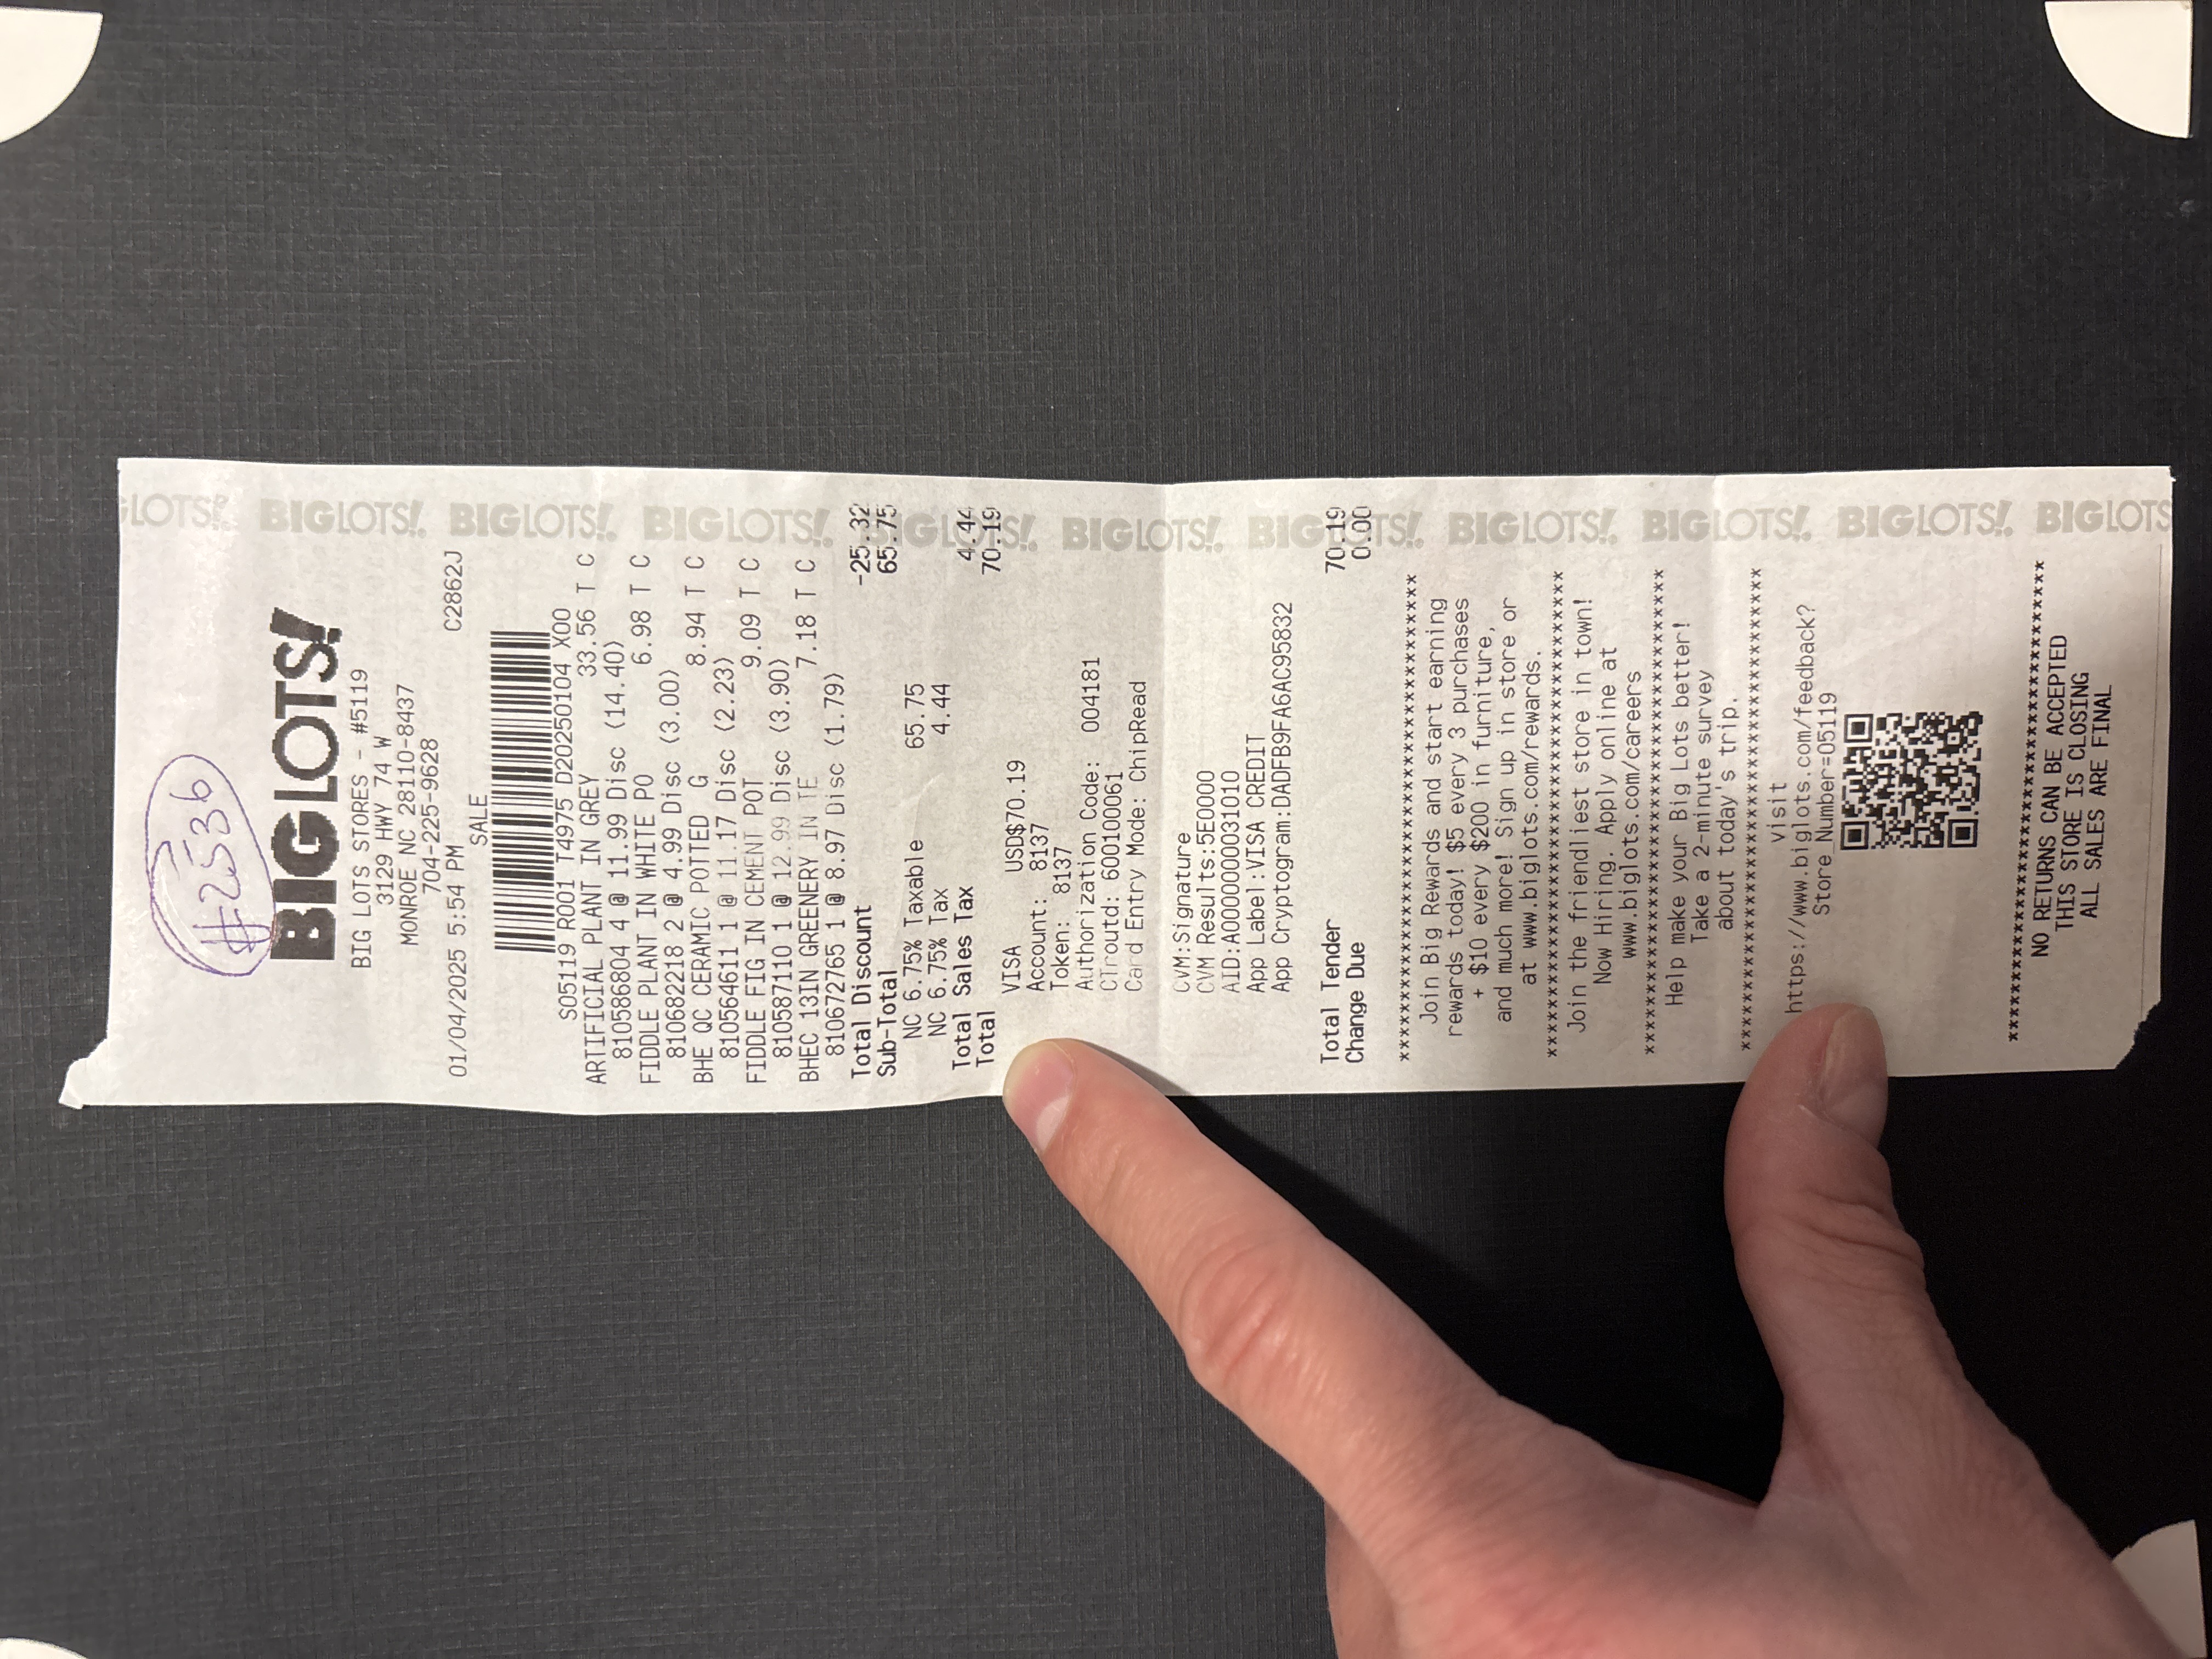 #2536
BIG LOTS!
BIG LOTS STORES - #5119
3129 HWY 74 W
MONROE NC 28110-8437
704-225-9628
01/04/2025 5:54 PM C2862J
SALE
S05119 R001 T4975 D20250104 X00
ARTIFICIAL PLANT IN GREY 33.56 T C
810586804 4 @ 11.99 Disc (14.40)
FIDDLE PLANT IN WHITE PO 6.98 T C
810682218 2 @ 4.99 Disc (3.00)
BHE QC CERAMIC POTTED G 8.94 T C
810564611 1 @ 11.17 Disc (2.23)
FIDDLE FIG IN CEMENT POT 9.09 T C
810587110 1 @ 12.99 Disc (3.90)
BHEC 13IN GREENERY IN TE 7.18 T C
810672765 1 @ 8.97 Disc (1.79)
Total Discount -25.32
Sub-Total 65.75
NC 6.75% Taxable 65.75
NC 6.75% Tax 4.44
Total Sales Tax 4.44
Total 70.19
VISA USD$70.19
Account: 8137
Token: 8137
Authorization Code: 004181
CTroutd: 600100061
Card Entry Mode: ChipRead
CVM:Signature
CVM Results:5E0000
AID:A0000000031010
App Label:VISA CREDIT
App Cryptogram:DADFB9FA6AC95832
Total Tender 70.19
Change Due 0.00
****************************************
Join Big Rewards and start earning
rewards today! $5 every 3 purchases
+ $10 every $200 in furniture,
and much more! Sign up in store or
at www.biglots.com/rewards.
****************************************
Join the friendliest store in town!
Now Hiring. Apply online at
www.biglots.com/careers
****************************************
Help make your Big Lots better!
Take a 2-minute survey
about today's trip.
****************************************
visit
https://www.biglots.com/feedback?
Store_Number=05119
****************************************
NO RETURNS CAN BE ACCEPTED
THIS STORE IS CLOSING
ALL SALES ARE FINAL
LOTS! BIG LOTS! BIG LOTS! BIG LOTS! BIG LOTS! BIG LOTS! BIG LOTS! BIG LOTS! BIG LOTS! BIG LOTS! BIG LOTS